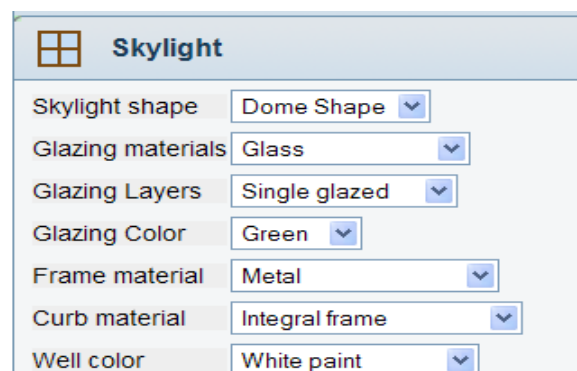 Skylight
Skylight shape Dome Shape
Glazing materials Glass
Glazing Layers Single glazed
Glazing Color Green
Frame material Metal
Curb material Integral frame
Well color White paint